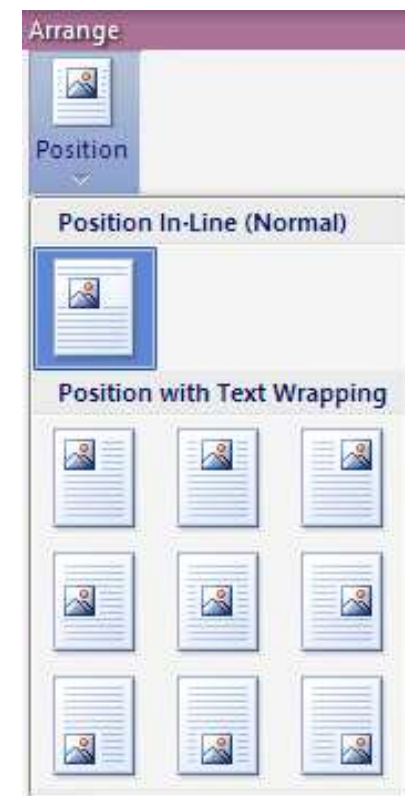 Arrange
Position
Position In-Line (Normal)
Position with Text Wrapping